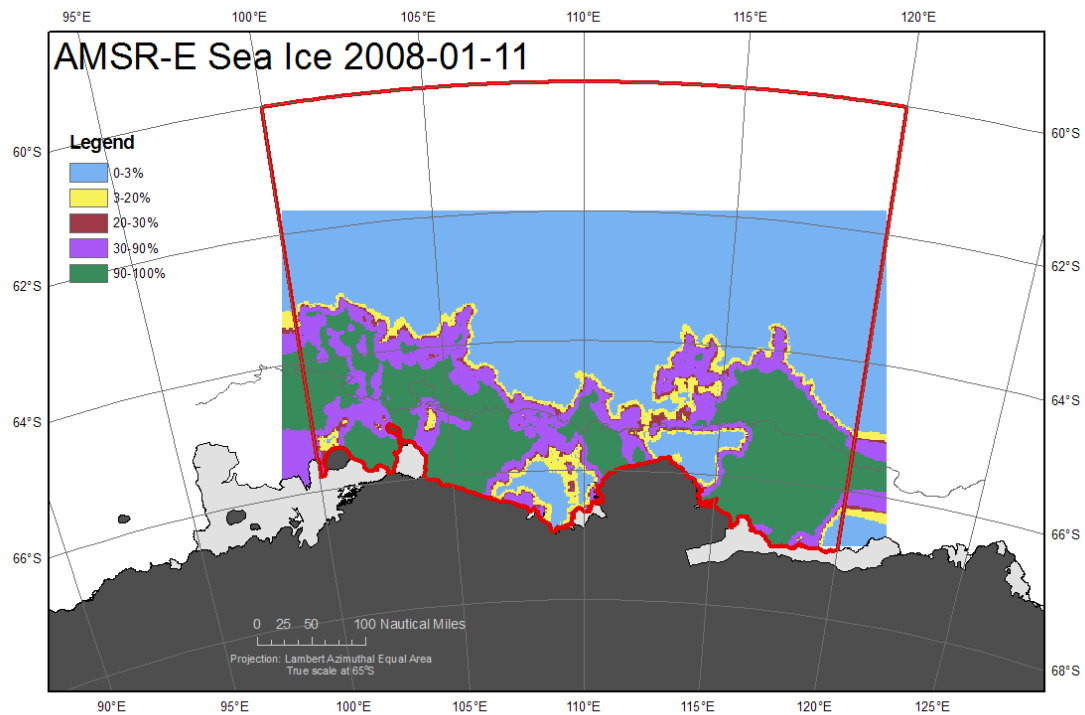 95°E 100°E 105°E 110°E 115°E 120°E
AMSR-E Sea Ice 2008-01-11
Legend
0-3%
3-20%
20-30%
30-90%
90-100%
60°S 60°S
62°S 62°S
64°S 64°S
66°S 66°S
68°S
0 25 50 100 Nautical Miles
Projection: Lambert Azimuthal Equal Area
True scale at 65°S
90°E 95°E 100°E 105°E 110°E 115°E 120°E 125°E